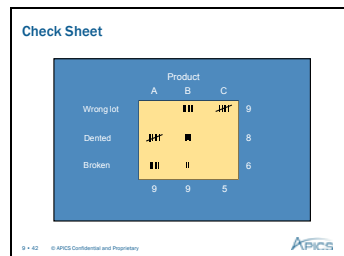 Check Sheet
Product
A B C
Wrong lot 9
Dented 8
Broken 6
9 9 5
9 • 42 © APICS Confidential and Proprietary
APICS